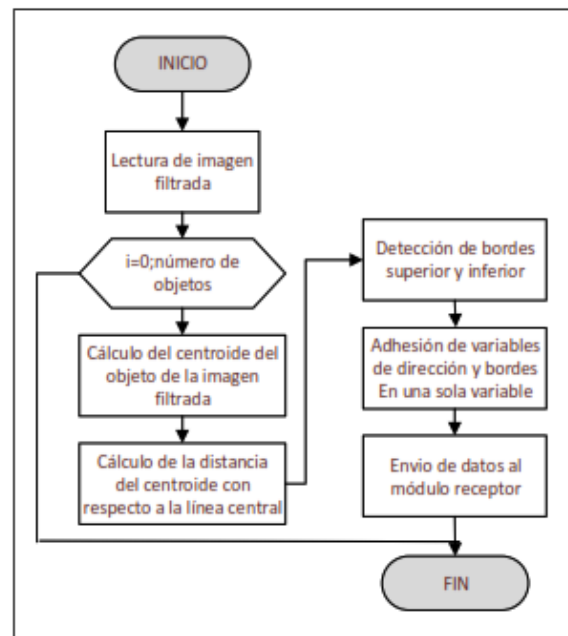 INICIO
Lectura de imagen
filtrada
i=0;número de
objetos
Cálculo del centroide del
objeto de la imagen
filtrada
Cálculo de la distancia
del centroide con
respecto a la línea central
Detección de bordes
superior y inferior
Adhesión de variables
de dirección y bordes
En una sola variable
Envio de datos al
módulo receptor
FIN